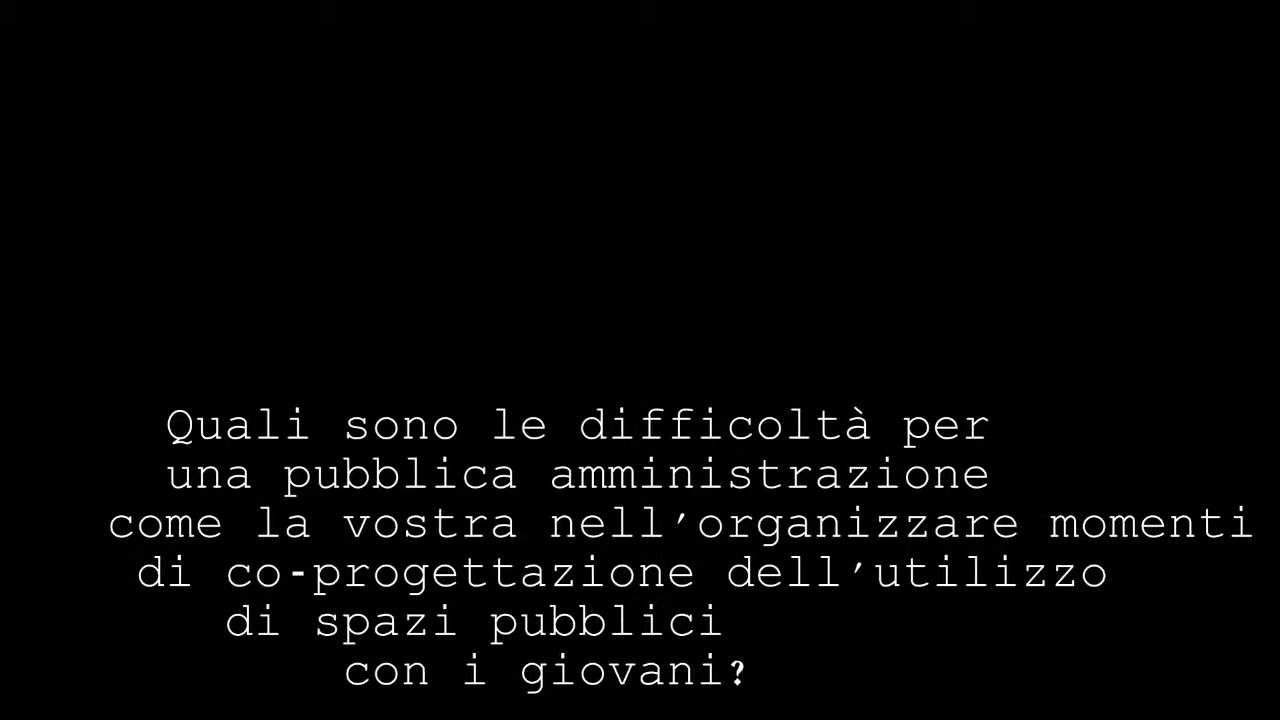 Quali sono le difficoltà per
una pubblica amministrazione
come la vostra nell’organizzare momenti
di co-progettazione dell’utilizzo
di spazi pubblici
con i giovani?